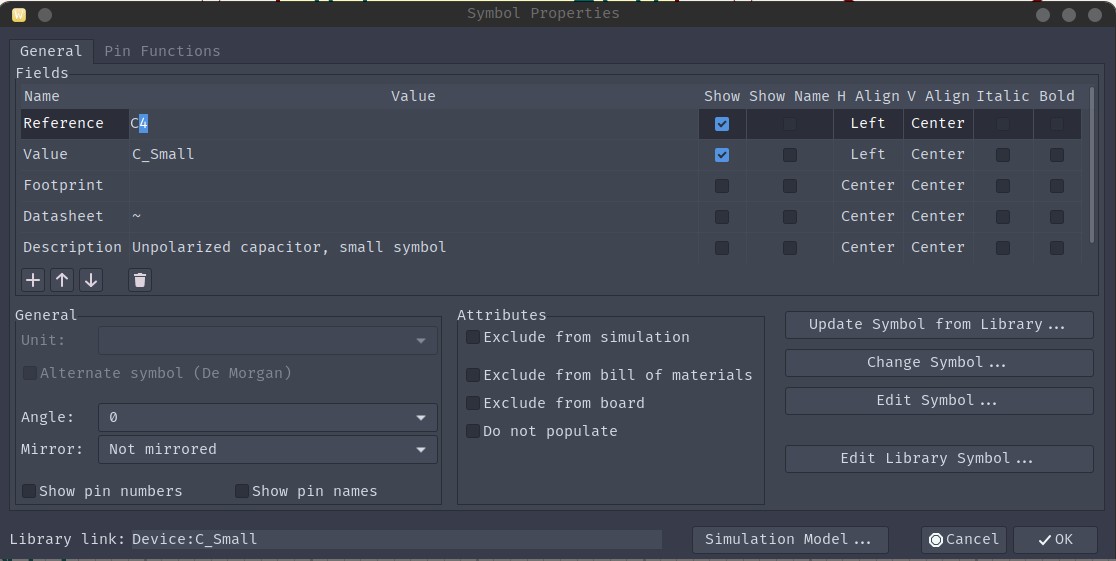 Symbol Properties
General Pin Functions
Fields
Name Value Show Show Name H Align V Align Italic Bold
Reference C4 Left Center
Value C_Small Left Center
Footprint Center Center
Datasheet ~ Center Center
Description Unpolarized capacitor, small symbol Center Center
General
Unit:
Alternate symbol (De Morgan)
Angle: 0
Mirror: Not mirrored
Show pin numbers Show pin names
Attributes
Exclude from simulation
Exclude from bill of materials
Exclude from board
Do not populate
Update Symbol from Library...
Change Symbol...
Edit Symbol...
Edit Library Symbol...
Library link: Device:C_Small
Simulation Model...
Cancel
OK